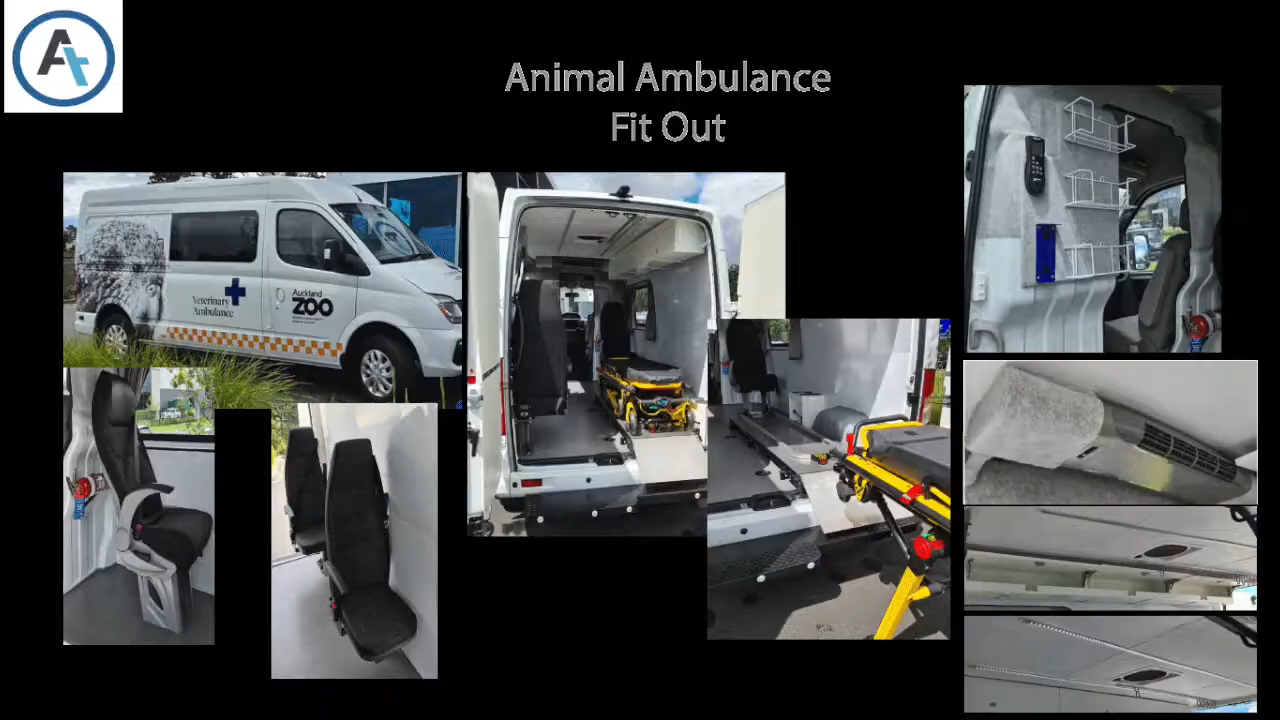 Animal Ambulance
Fit Out
Veterinary
Ambulance
Auckland
ZOO